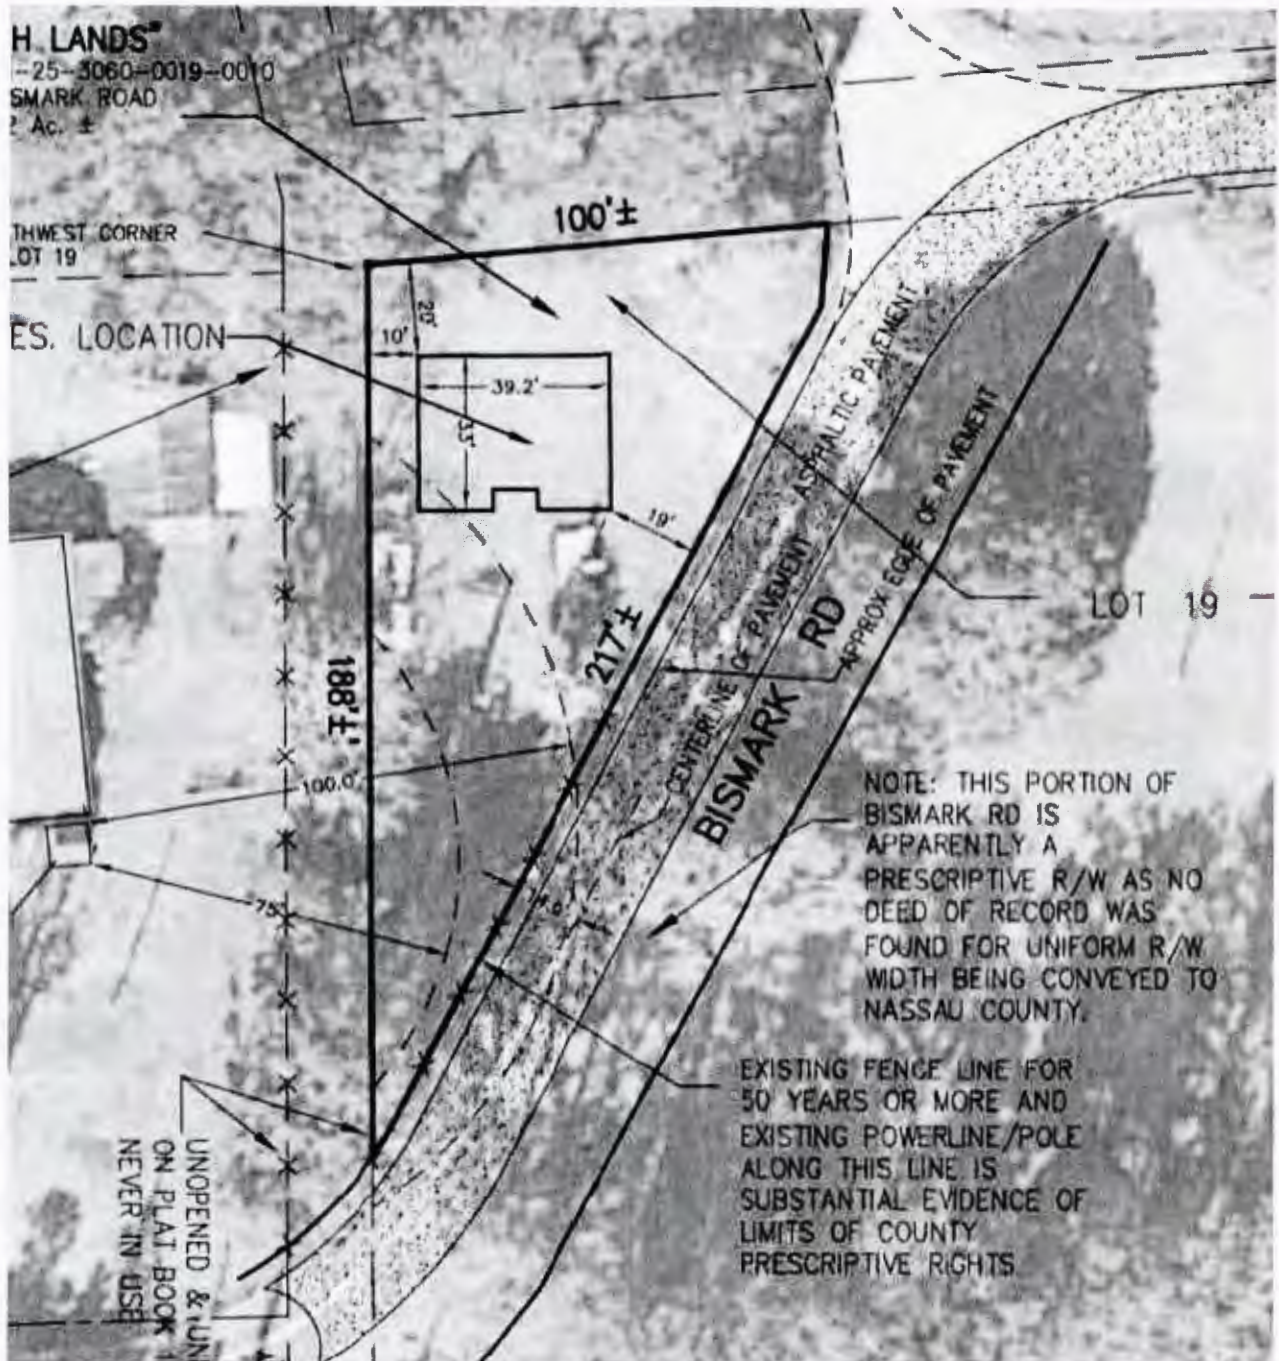 H LANDS"
-25-3060-0019-0010
SMARK ROAD
2 Ac. ±
100'±
THWEST CORNER
LOT 19
20'
10'
ES. LOCATION
39.2'
33'
19'
ASPHALTIC PAVEMENT
CENTERLINE OF PAVEMENT
APPROX EGDE OF PAVEMENT
BISMARK RD
LOT 19
217'±
188'±'
100.0'
75'
NOTE: THIS PORTION OF
BISMARK RD IS
APPARENTLY A
PRESCRIPTIVE R/W AS NO
DEED OF RECORD WAS
FOUND FOR UNIFORM R/W
WIDTH BEING CONVEYED TO
NASSAU COUNTY.
EXISTING FENCE LINE FOR
50 YEARS OR MORE AND
EXISTING POWERLINE/POLE
ALONG THIS LINE IS
SUBSTANTIAL EVIDENCE OF
LIMITS OF COUNTY
PRESCRIPTIVE RIGHTS
UNOPENED & UN
ON PLAT BOOK 1
NEVER IN USE